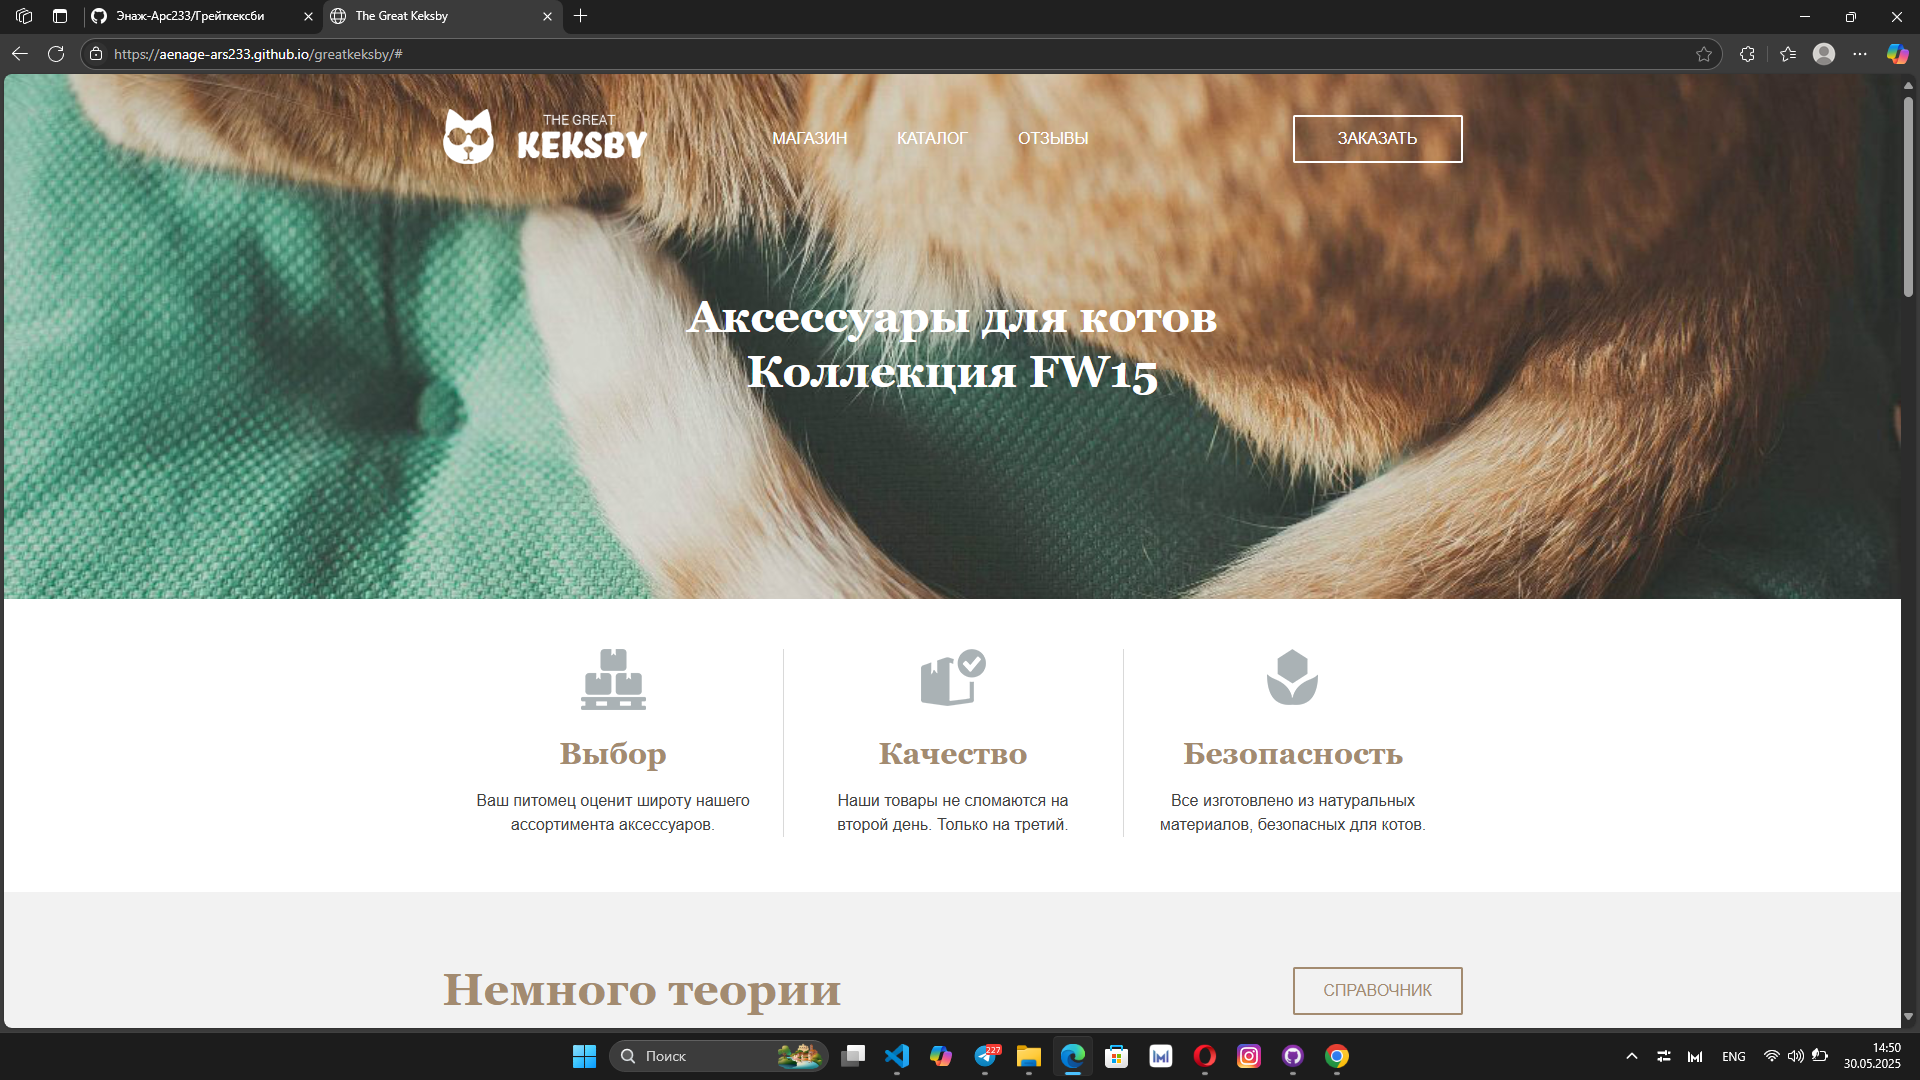 Энаж-Арс233/Грейткексби
The Great Keksby
https://aenage-ars233.github.io/greatkeksby/#
THE GREAT
KEKSBY
МАГАЗИН
КАТАЛОГ
ОТЗЫВЫ
ЗАКАЗАТЬ
Аксессуары для котов
Коллекция FW15
Выбор
Ваш питомец оценит широту нашего
ассортимента аксессуаров.
Качество
Наши товары не сломаются на
второй день. Только на третий.
Безопасность
Все изготовлено из натуральных
материалов, безопасных для котов.
Немного теории
СПРАВОЧНИК
Поиск
227
ENG
14:50
30.05.2025